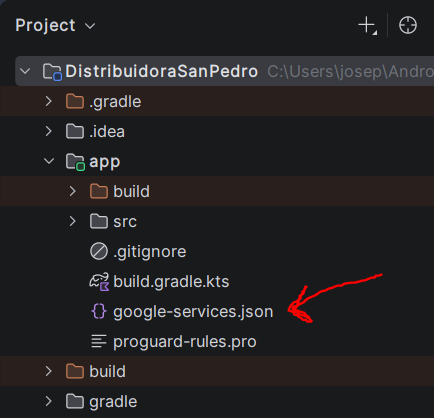 Project
DistribuidoraSanPedro C:\Users\josep\Andro
.gradle
.idea
app
build
src
.gitignore
build.gradle.kts
google-services.json
proguard-rules.pro
build
gradle